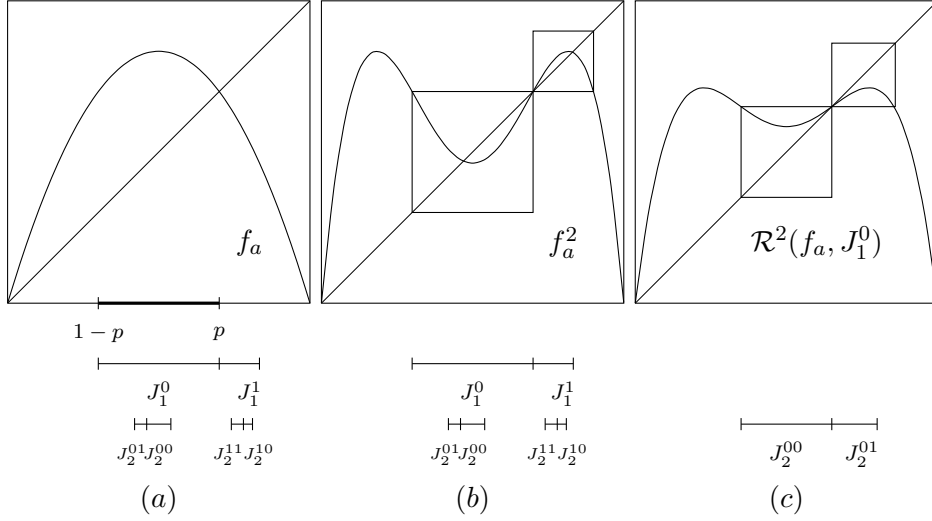 $f_a$ $f_a^2$ $\mathcal{R}^2(f_a, J_1^0)$
$1-p$ $p$
$J_1^0$ $J_1^1$ $J_1^0$ $J_1^1$
$J_2^{01}$ $J_2^{00}$ $J_2^{11}$ $J_2^{10}$ $J_2^{01}$ $J_2^{00}$ $J_2^{11}$ $J_2^{10}$ $J_2^{00}$ $J_2^{01}$
(a) (b) (c)